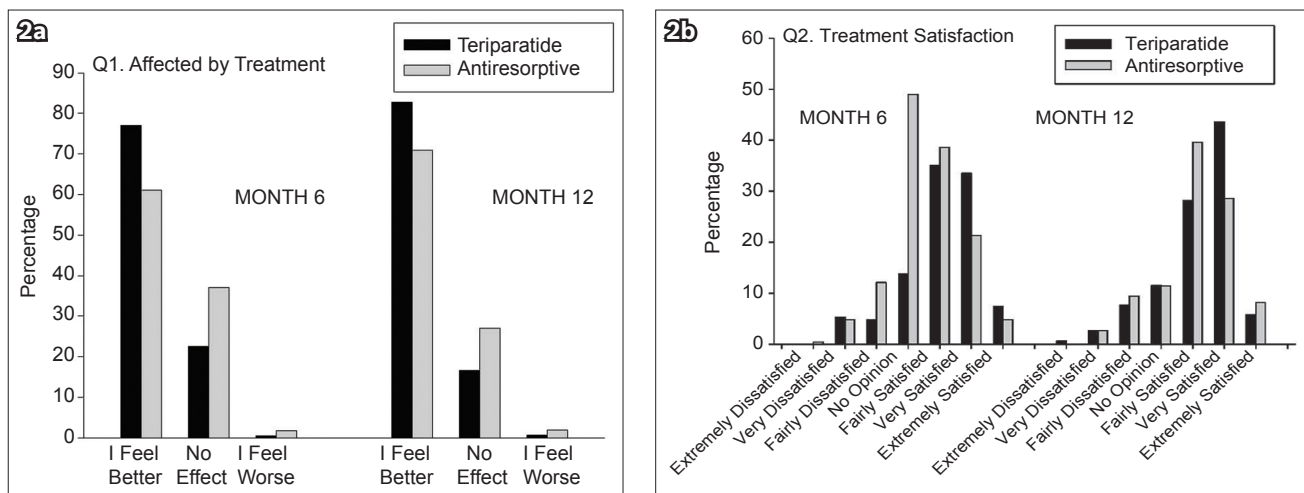 2a
Q1. Affected by Treatment
Teriparatide
Antiresorptive
Percentage
90
80
70
60
50
40
30
20
10
0
MONTH 6
MONTH 12
I Feel
Better
No
Effect
I Feel
Worse
I Feel
Better
No
Effect
I Feel
Worse
2b
Q2. Treatment Satisfaction
Teriparatide
Antiresorptive
Percentage
60
50
40
30
20
10
0
MONTH 6
MONTH 12
Extremely Dissatisfied
Very Dissatisfied
Fairly Dissatisfied
No Opinion
Fairly Satisfied
Very Satisfied
Extremely Satisfied
Extremely Dissatisfied
Very Dissatisfied
Fairly Dissatisfied
No Opinion
Fairly Satisfied
Very Satisfied
Extremely Satisfied